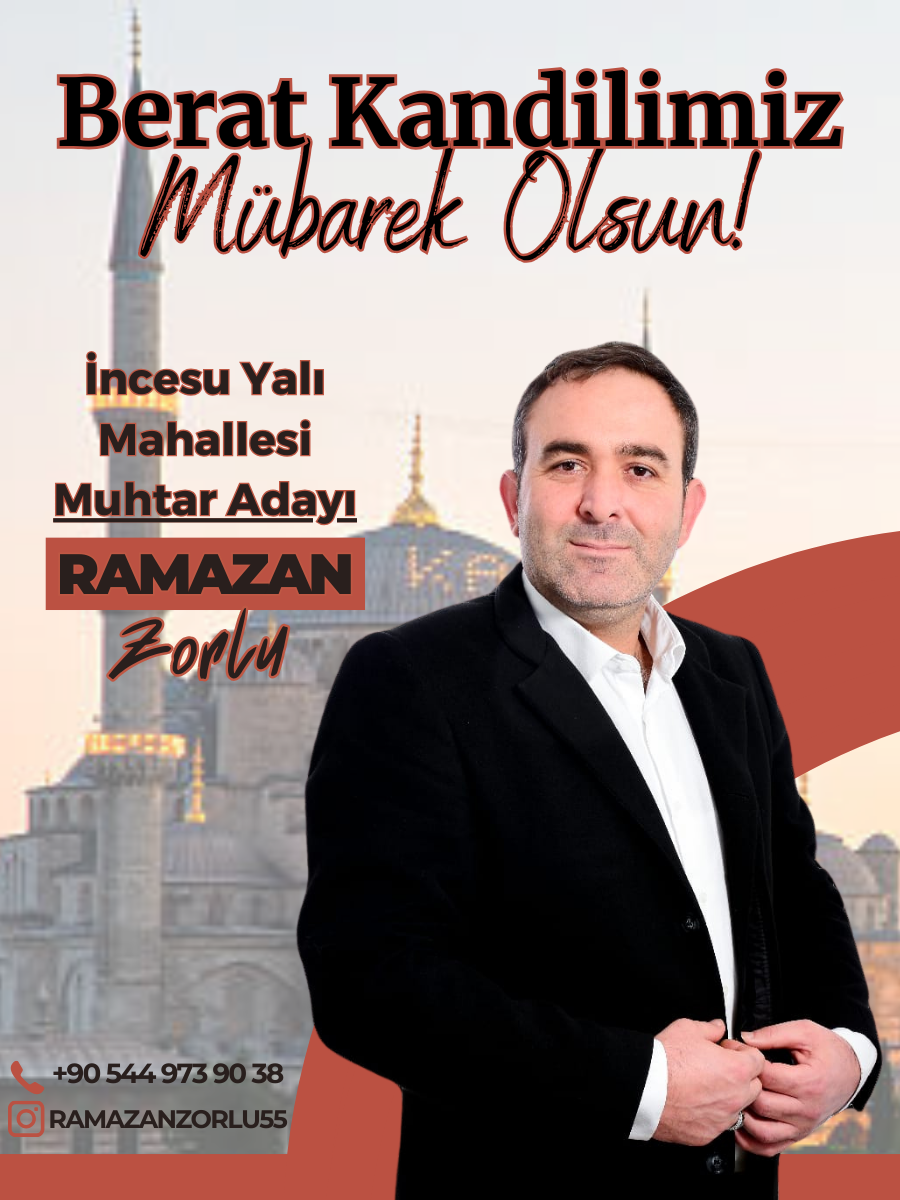 Berat Kandilimiz
Mübarek Olsun!
İncesu Yalı
Mahallesi
Muhtar Adayı
RAMAZAN
Zorlu
+90 544 973 90 38
RAMAZANZORLU55